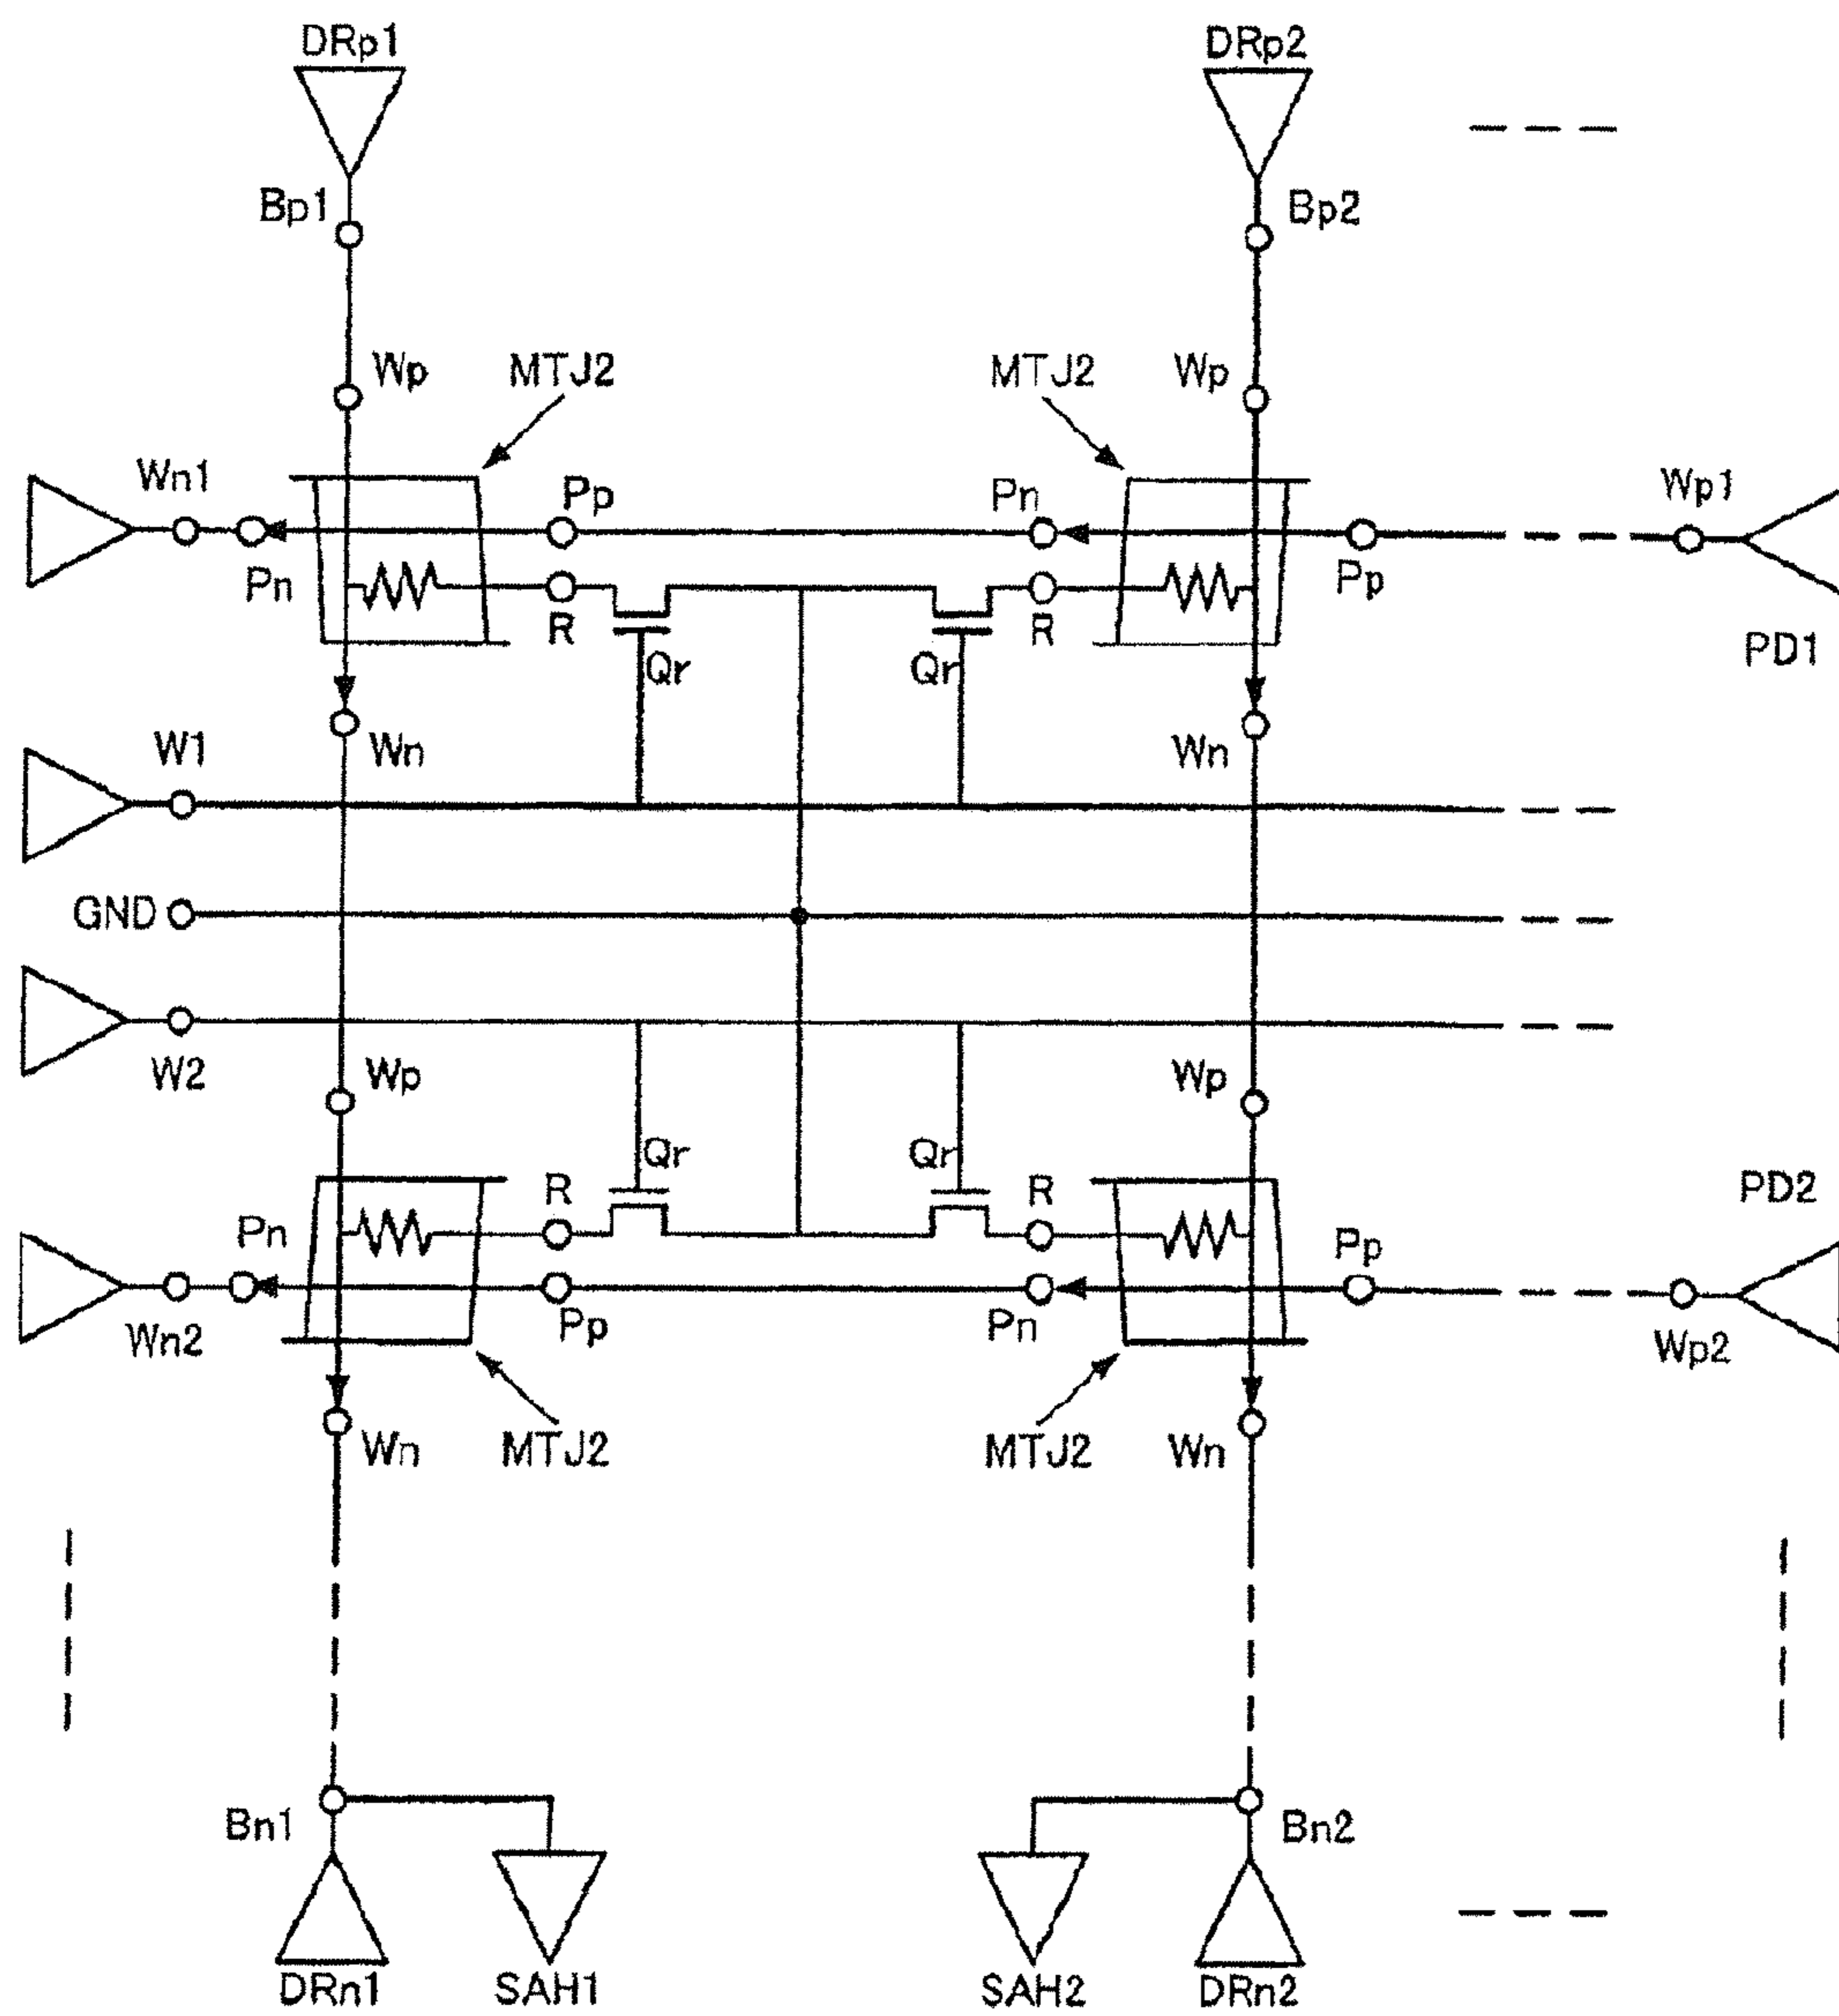 DRp1 DRp2
Bp1 Bp2
Wp MTJ2 MTJ2 Wp
Wn1 Pp Pn Wp1
Pn R R Pp
Qr Qr PD1
W1 Wn Wn
GND
W2 Wp Wp
Qr Qr
Pn R R Pp PD2
Wn2 Pp Pn Wp2
Wn MTJ2 MTJ2 Wn
Bn1 Bn2
DRn1 SAH1 SAH2 DRn2